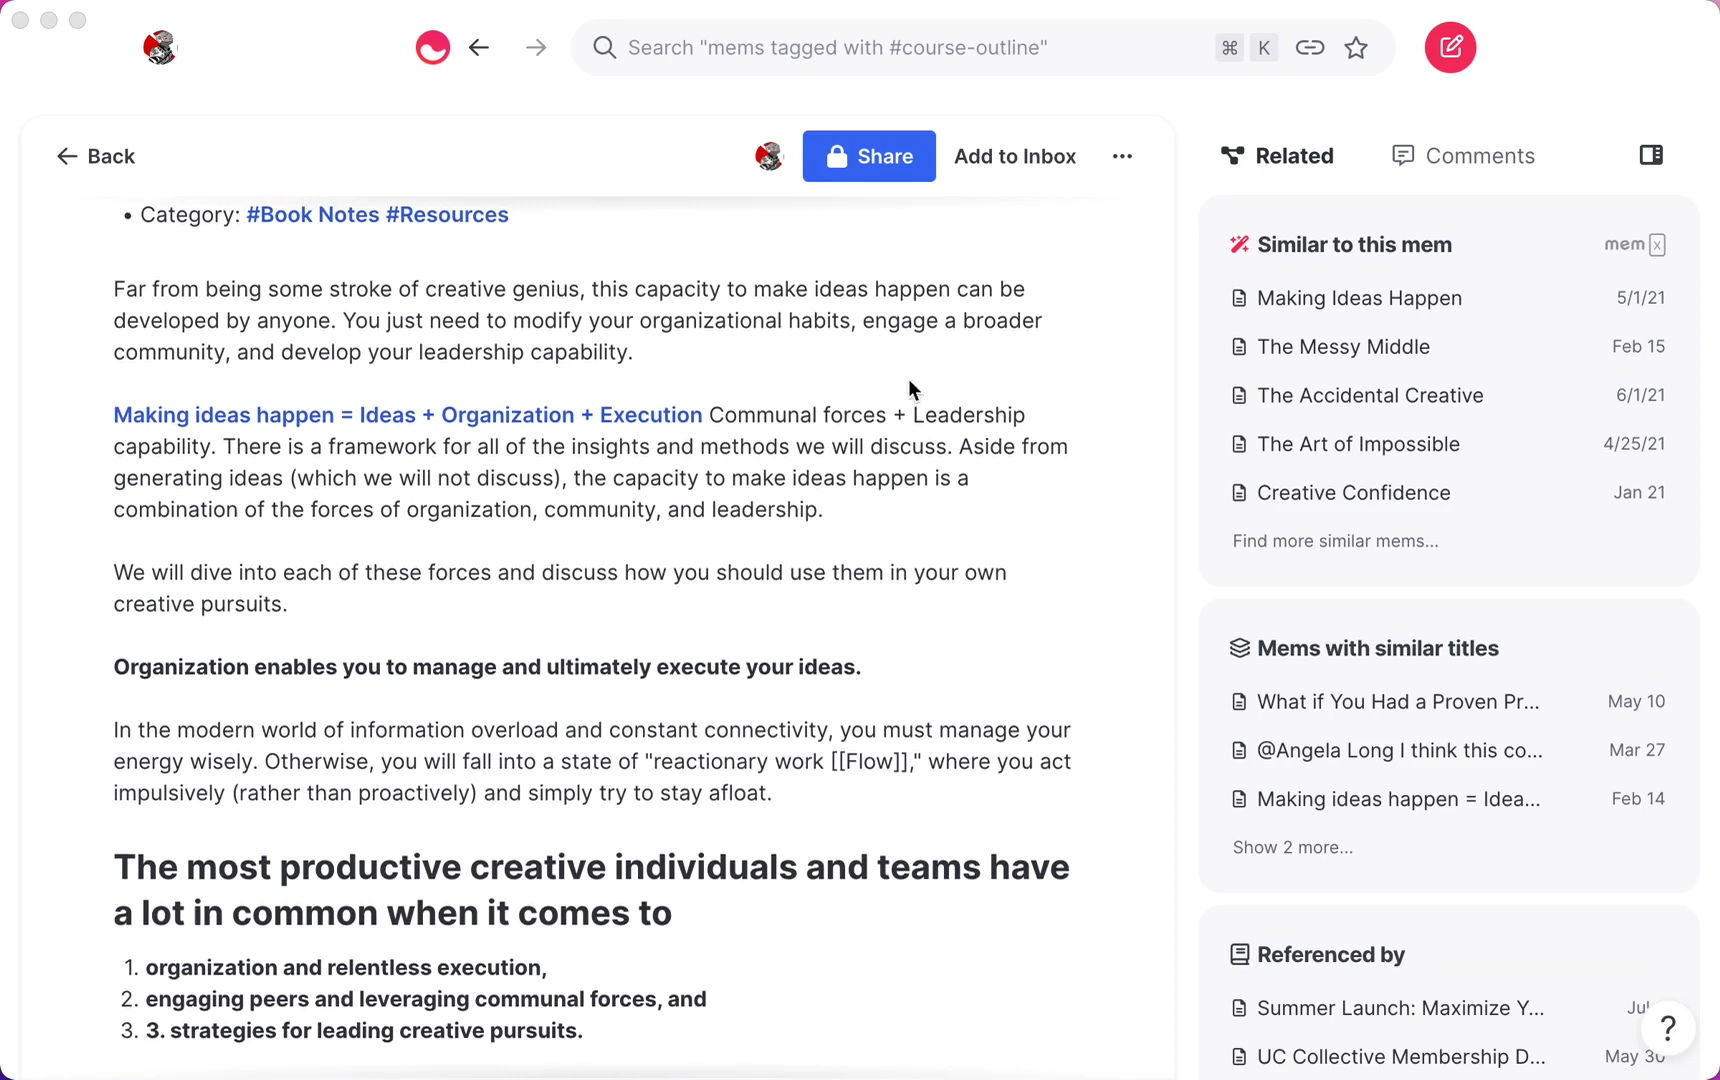 Search "mems tagged with #course-outline"
⌘ K
Back
Share
Add to Inbox
Related
Comments
• Category: #Book Notes #Resources
Far from being some stroke of creative genius, this capacity to make ideas happen can be
developed by anyone. You just need to modify your organizational habits, engage a broader
community, and develop your leadership capability.
Making ideas happen = Ideas + Organization + Execution Communal forces + Leadership
capability. There is a framework for all of the insights and methods we will discuss. Aside from
generating ideas (which we will not discuss), the capacity to make ideas happen is a
combination of the forces of organization, community, and leadership.
We will dive into each of these forces and discuss how you should use them in your own
creative pursuits.
Organization enables you to manage and ultimately execute your ideas.
In the modern world of information overload and constant connectivity, you must manage your
energy wisely. Otherwise, you will fall into a state of "reactionary work [[Flow]]," where you act
impulsively (rather than proactively) and simply try to stay afloat.
The most productive creative individuals and teams have
a lot in common when it comes to
1. organization and relentless execution,
2. engaging peers and leveraging communal forces, and
3. 3. strategies for leading creative pursuits.
Similar to this mem mem x
Making Ideas Happen 5/1/21
The Messy Middle Feb 15
The Accidental Creative 6/1/21
The Art of Impossible 4/25/21
Creative Confidence Jan 21
Find more similar mems...
Mems with similar titles
What if You Had a Proven Pr... May 10
@Angela Long I think this co... Mar 27
Making ideas happen = Idea... Feb 14
Show 2 more...
Referenced by
Summer Launch: Maximize Y...
UC Collective Membership D... May 30
?